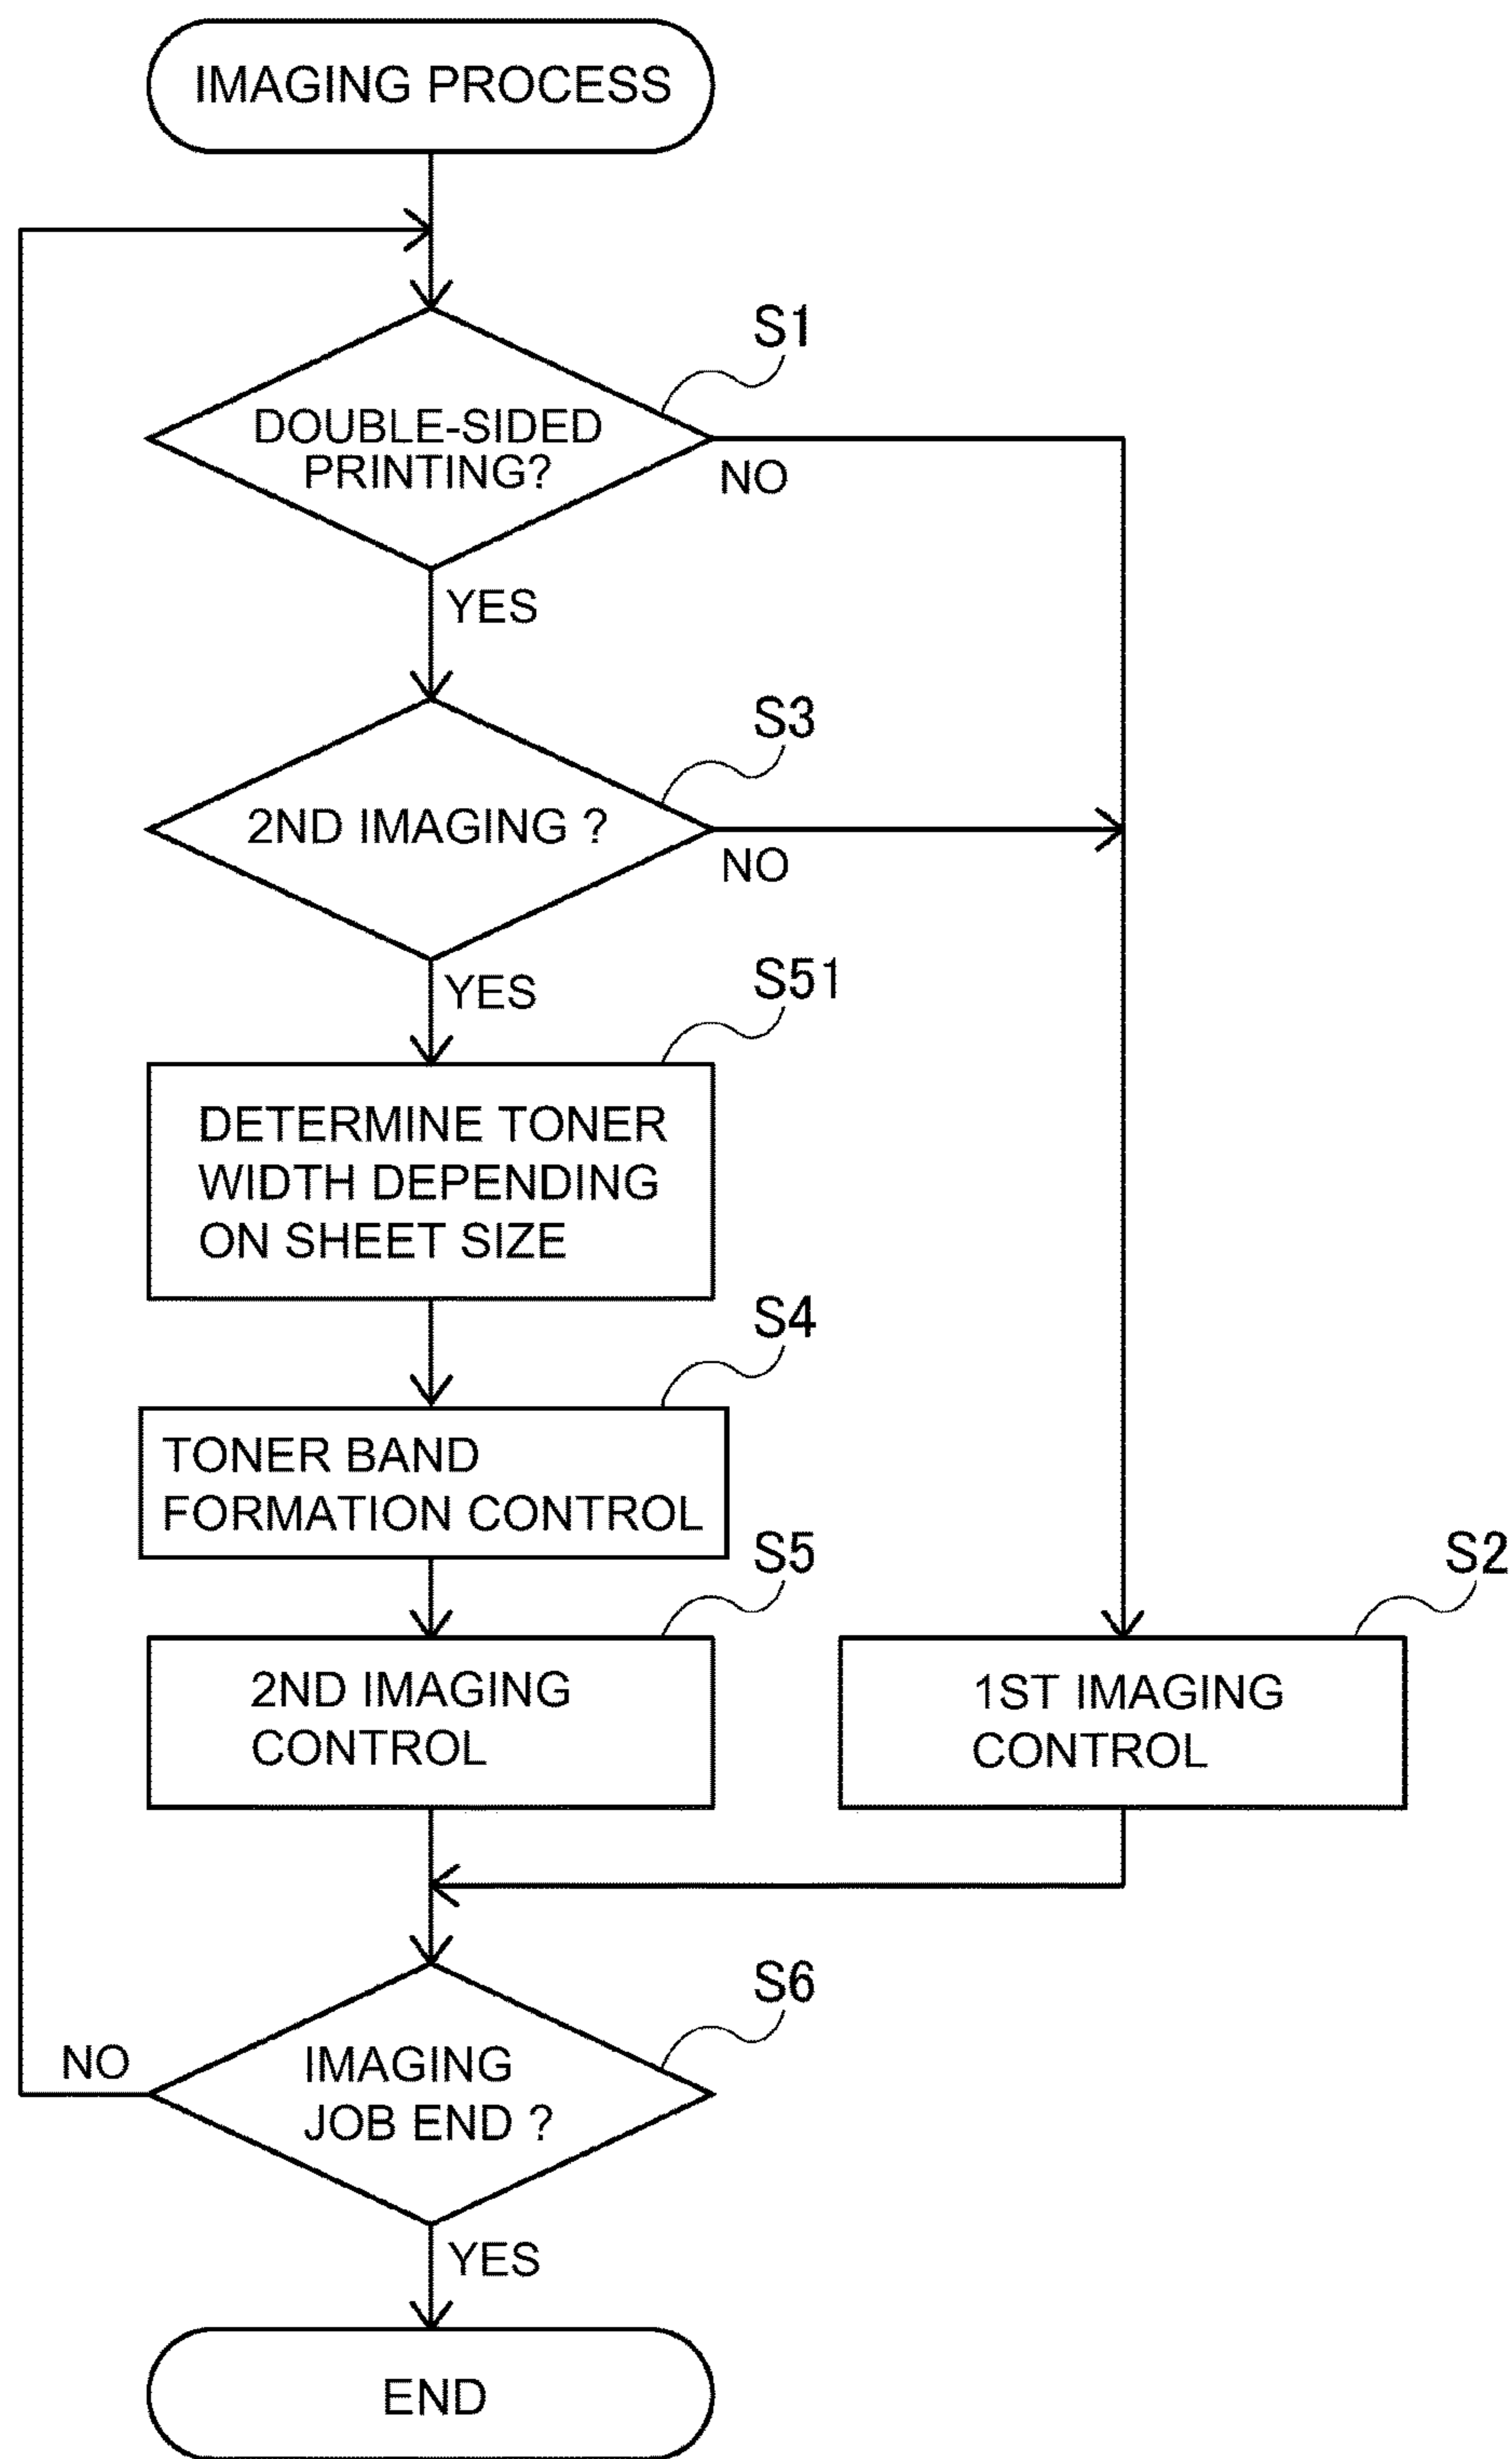 IMAGING PROCESS
S1
DOUBLE-SIDED
PRINTING?
NO
YES
S3
2ND IMAGING ?
NO
YES
S51
DETERMINE TONER
WIDTH DEPENDING
ON SHEET SIZE
S4
TONER BAND
FORMATION CONTROL
S5
2ND IMAGING
CONTROL
S2
1ST IMAGING
CONTROL
S6
NO
IMAGING
JOB END ?
YES
END